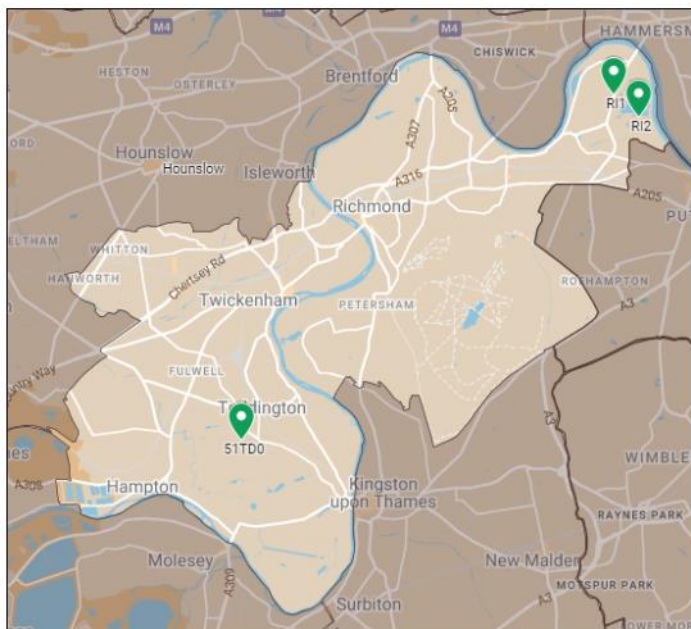 HAMMERSM
M4
M4
CHISWICK
HESTON
OSTERLEY
Brentford
A205
RI1
RI2
A307
Hounslow
Hounslow
Isleworth
A316
Richmond
A205
PU
WHITTON
Chertsey Rd
HANWORTH
ROEHAMPTON
Twickenham
PETERSHAM
A3
FULWELL
Teddington
51TD0
A3
A308
Hampton
Kingston
upon Thames
WIMBLE
RAYNES PARK
Molesey
A309
New Malden
MOTSPUR PARK
Surbiton
A3